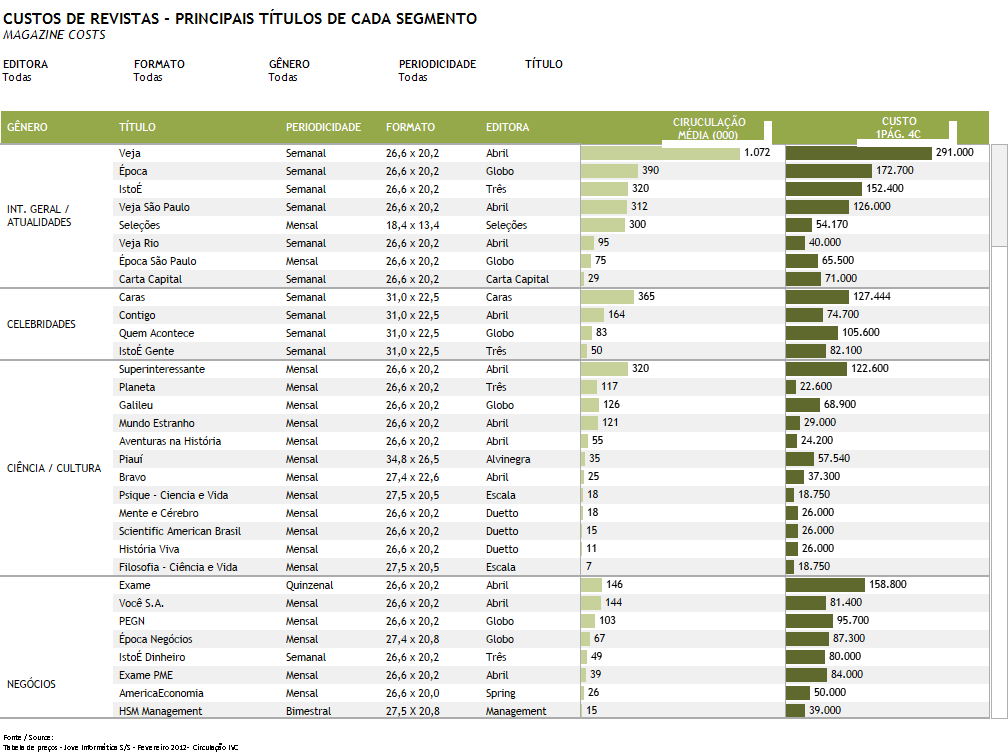 CUSTOS DE REVISTAS - PRINCIPAIS TÍTULOS DE CADA SEGMENTO
MAGAZINE COSTS
EDITORA FORMATO GÊNERO PERIODICIDADE TÍTULO
Todas Todas Todas Todas
GÊNERO TÍTULO PERIODICIDADE FORMATO EDITORA CIRUCULAÇÃO MÉDIA (000) CUSTO 1PÁG. 4C
INT. GERAL / ATUALIDADES
Veja Semanal 26,6 x 20,2 Abril 1.072 291.000
Época Semanal 26,6 x 20,2 Globo 390 172.700
IstoÉ Semanal 26,6 x 20,2 Três 320 152.400
Veja São Paulo Semanal 26,6 x 20,2 Abril 312 126.000
Seleções Mensal 18,4 x 13,4 Seleções 300 54.170
Veja Rio Semanal 26,6 x 20,2 Abril 95 40.000
Época São Paulo Mensal 26,6 x 20,2 Globo 75 65.500
Carta Capital Semanal 26,6 x 20,2 Carta Capital 29 71.000
CELEBRIDADES
Caras Semanal 31,0 x 22,5 Caras 365 127.444
Contigo Semanal 31,0 x 22,5 Abril 164 74.700
Quem Acontece Semanal 31,0 x 22,5 Globo 83 105.600
IstoÉ Gente Semanal 31,0 x 22,5 Três 50 82.100
CIÊNCIA / CULTURA
Superinteressante Mensal 26,6 x 20,2 Abril 320 122.600
Planeta Mensal 26,6 x 20,2 Três 117 22.600
Galileu Mensal 26,6 x 20,2 Globo 126 68.900
Mundo Estranho Mensal 26,6 x 20,2 Abril 121 29.000
Aventuras na História Mensal 26,6 x 20,2 Abril 55 24.200
Piauí Mensal 34,8 x 26,5 Alvinegra 35 57.540
Bravo Mensal 27,4 x 22,6 Abril 25 37.300
Psique - Ciencia e Vida Mensal 27,5 x 20,5 Escala 18 18.750
Mente e Cérebro Mensal 26,6 x 20,2 Duetto 18 26.000
Scientific American Brasil Mensal 26,6 x 20,2 Duetto 15 26.000
História Viva Mensal 26,6 x 20,2 Duetto 11 26.000
Filosofia - Ciência e Vida Mensal 27,5 x 20,5 Escala 7 18.750
NEGÓCIOS
Exame Quinzenal 26,6 x 20,2 Abril 146 158.800
Você S.A. Mensal 26,6 x 20,2 Abril 144 81.400
PEGN Mensal 26,6 x 20,2 Globo 103 95.700
Época Negócios Mensal 27,4 x 20,8 Globo 67 87.300
IstoÉ Dinheiro Semanal 26,6 x 20,2 Três 49 80.000
Exame PME Mensal 26,6 x 20,2 Abril 39 84.000
AmericaEconomia Mensal 26,6 x 20,0 Spring 26 50.000
HSM Management Bimestral 27,5 X 20,8 Management 15 39.000
Fonte / Source:
Tabela de preços - Jove Informática S/S - Fevereiro 2012- Circulação IVC